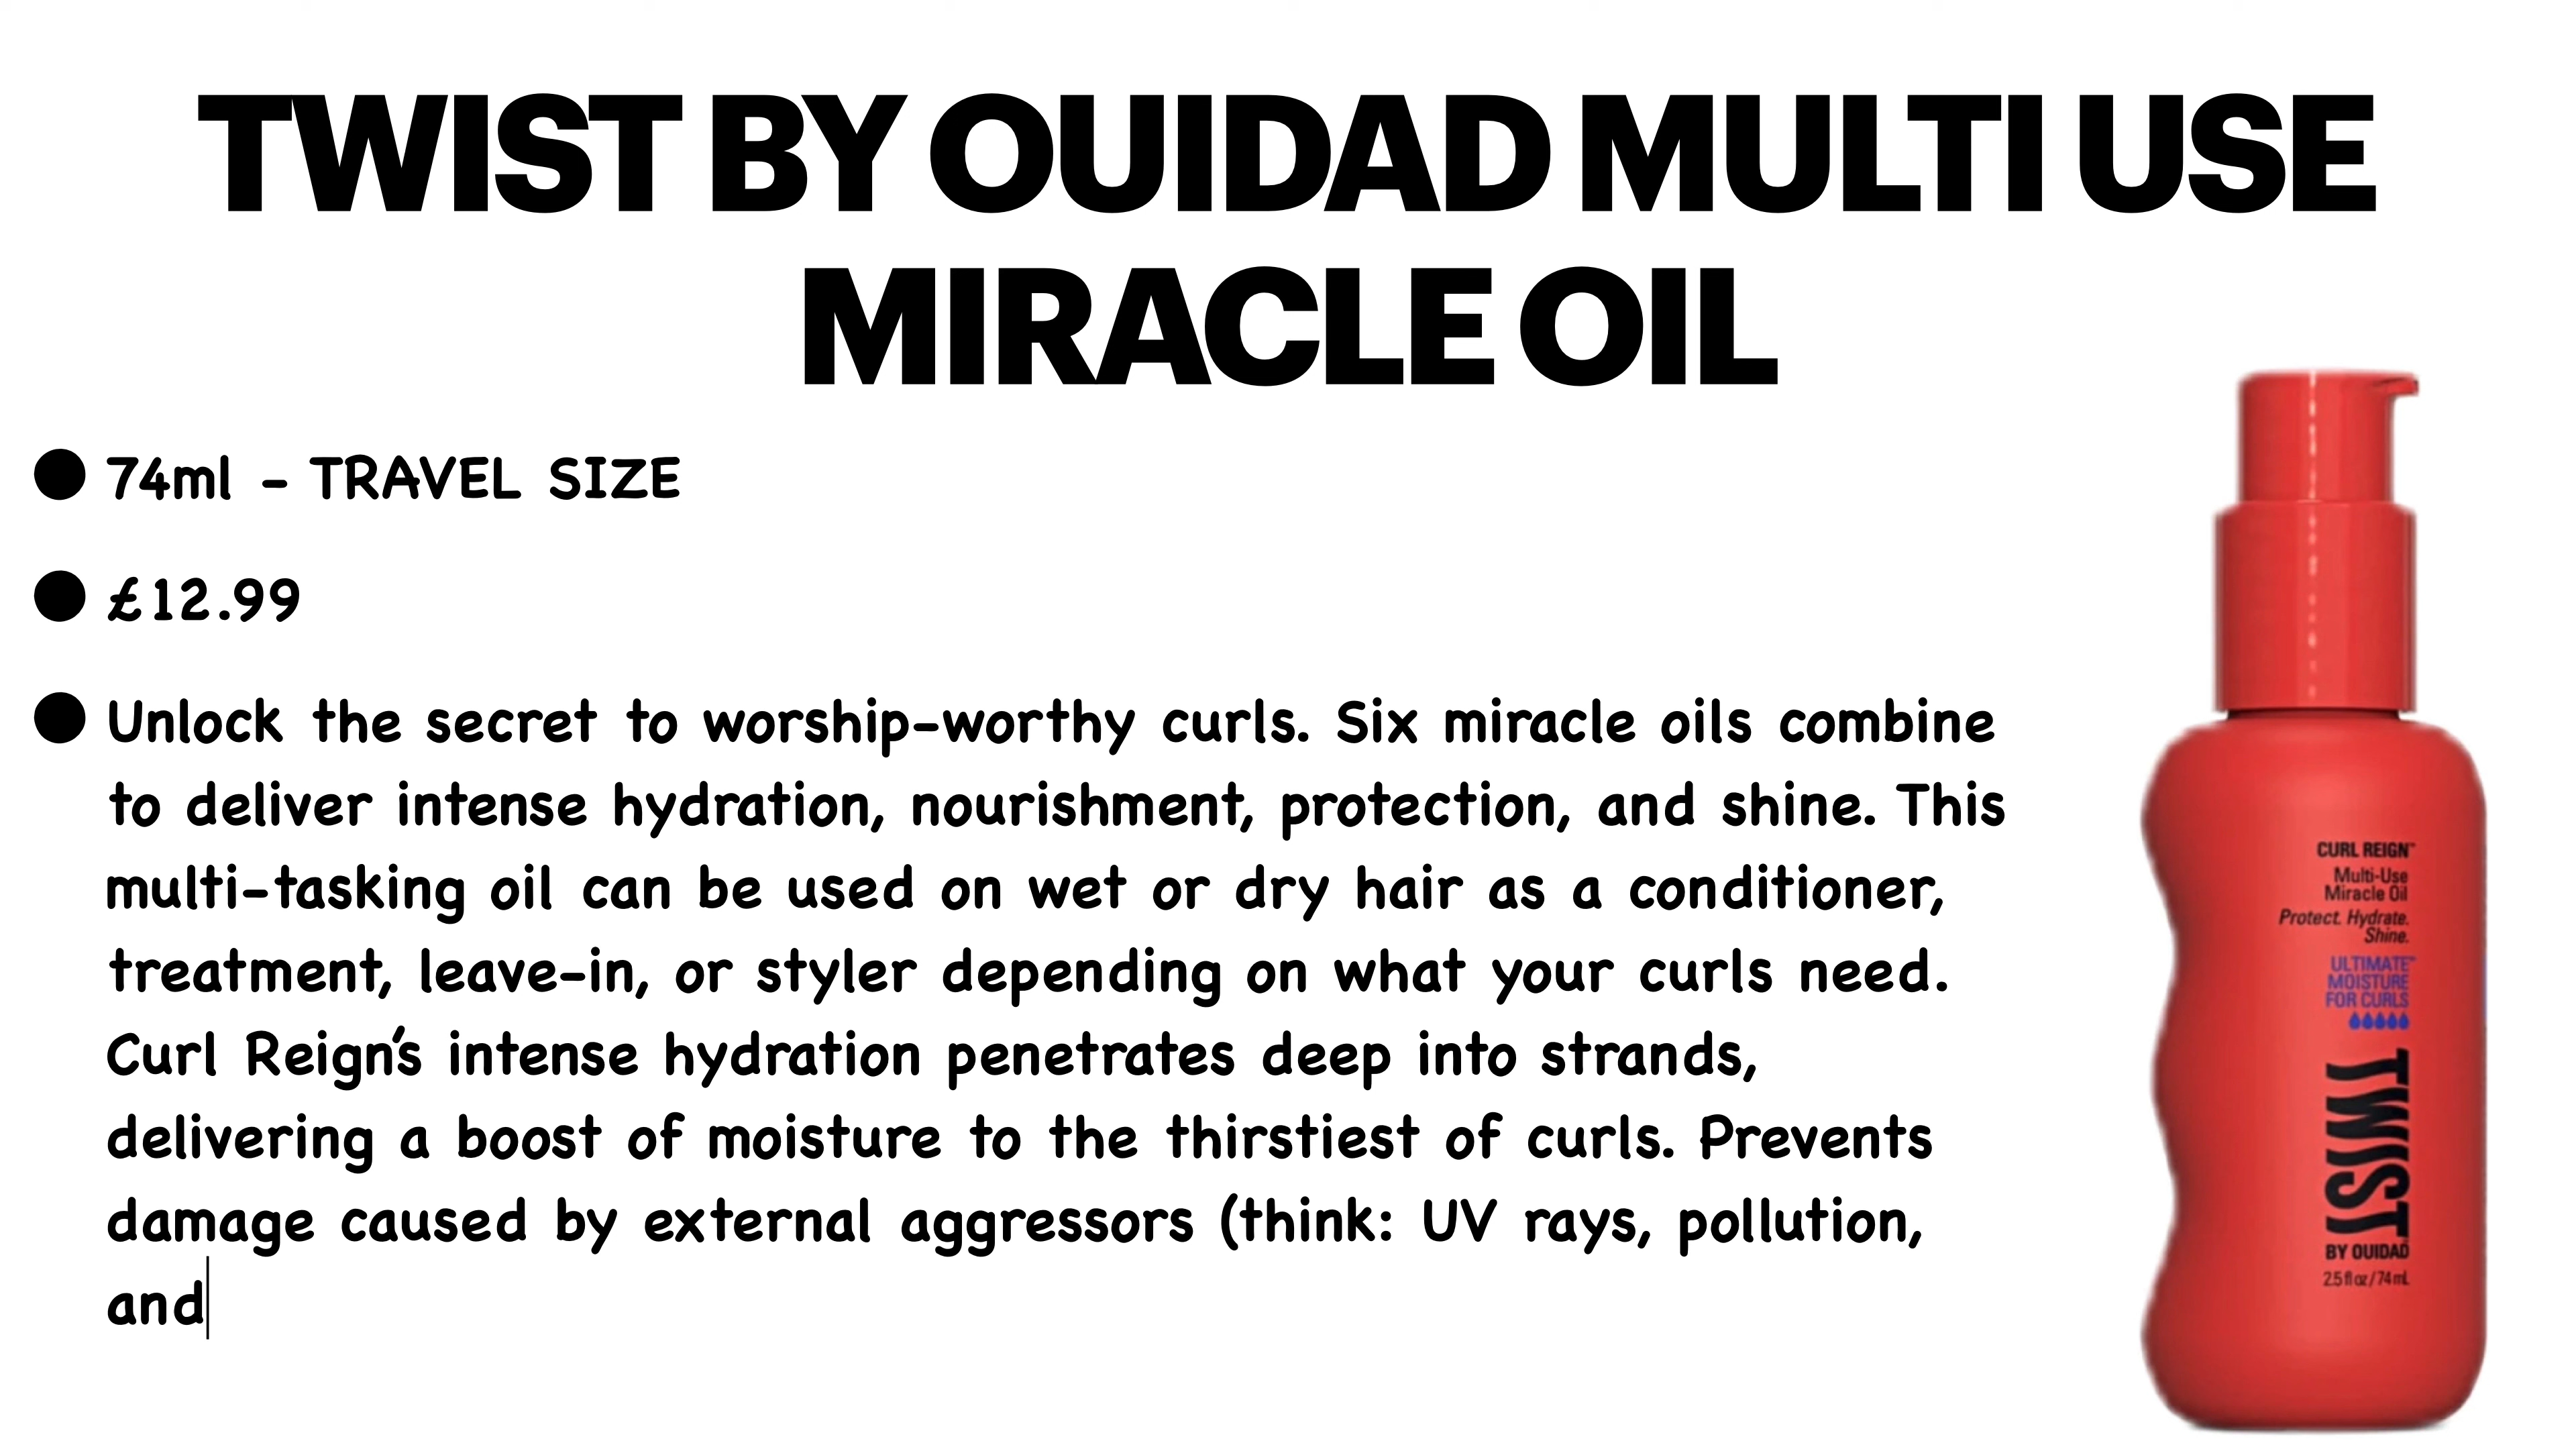 TWIST BY OUIDAD MULTI USE
MIRACLE OIL
● 74ml - TRAVEL SIZE
● £12.99
● Unlock the secret to worship-worthy curls. Six miracle oils combine
to deliver intense hydration, nourishment, protection, and shine. This
multi-tasking oil can be used on wet or dry hair as a conditioner,
treatment, leave-in, or styler depending on what your curls need.
Curl Reign’s intense hydration penetrates deep into strands,
delivering a boost of moisture to the thirstiest of curls. Prevents
damage caused by external aggressors (think: UV rays, pollution,
and
CURL REIGN™
Multi-Use
Miracle Oil
Protect. Hydrate.
Shine.
ULTIMATE™
MOISTURE
FOR CURLS
TWIST
BY OUIDAD
2.5 fl oz / 74 mL